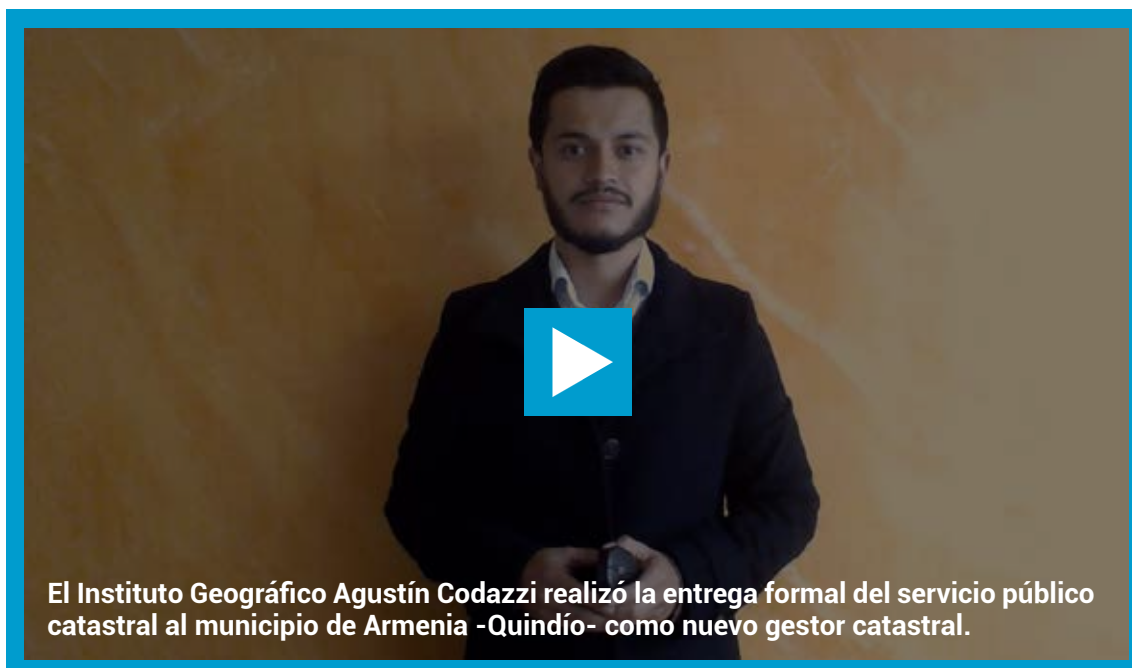 El Instituto Geográfico Agustín Codazzi realizó la entrega formal del servicio público
catastral al municipio de Armenia -Quindío- como nuevo gestor catastral.